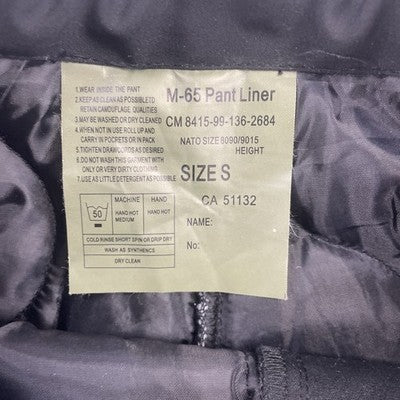 1.WEAR INSIDE THE PANT
2.KEEP AS CLEAN AS POSSIBLE TO
RETAIN CAMOUFLAGE QUALITIES
3.MAY BE WASHED OR DRY CLEANED
4.WHEN NOT IN USE ROLL UP AND
CARRY IN POCKETS OR IN PACK
5.TIGHTEN DRAWCORDS AS DESIRED
6.DO NOT WASH THIS GARMENT WITH
ONLY OR VERY DIRTY CLOTHING
7.USE AS LITTLE DETERGENT AS POSSIBLE
M-65 Pant Liner
CM 8415-99-136-2684
NATO SIZE 8090/9015
HEIGHT
SIZE S
CA 51132
NAME:
No:
50
MACHINE
HAND HOT
MEDIUM
HAND
HAND HOT
COLD RINSE SHORT SPIN OR DRIP DRY
WASH AS SYNTHENCS
DRY CLEAN